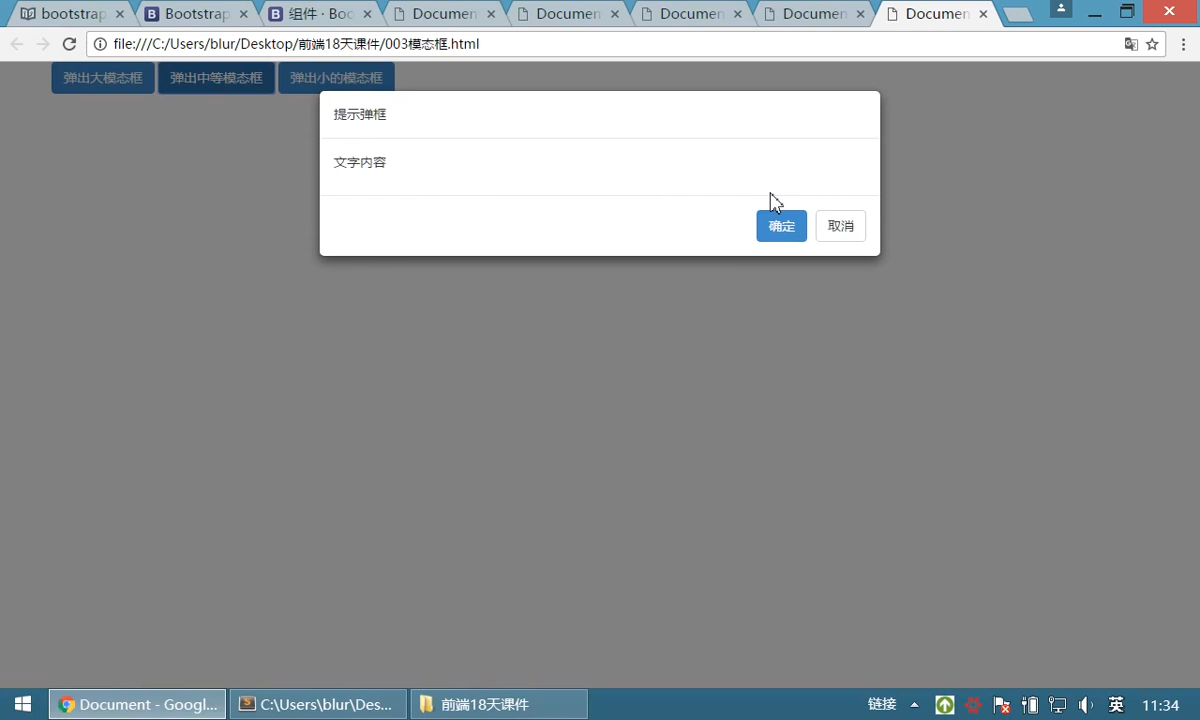 bootstrap
Bootstrap
组件 · Boo
Documen
Documen
Documen
Documen
Documen
file:///C:/Users/blur/Desktop/前端18天课件/003模态框.html
弹出大模态框
弹出中等模态框
弹出小的模态框
提示弹框
文字内容
确定
取消
Document - Googl...
C:\Users\blur\Des...
前端18天课件
链接
英
11:34